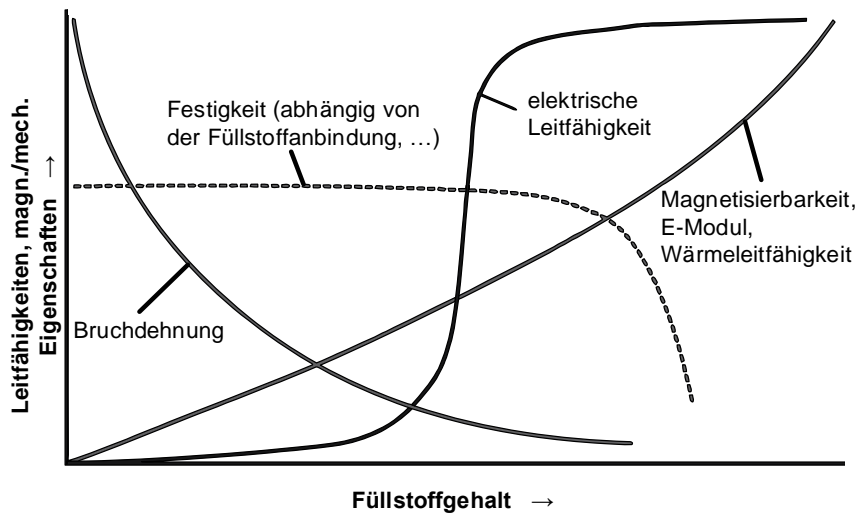 Leitfähigkeiten, magn./mech.
Eigenschaften →
Festigkeit (abhängig von
der Füllstoffanbindung, …)
elektrische
Leitfähigkeit
Magnetisierbarkeit,
E-Modul,
Wärmeleitfähigkeit
Bruchdehnung
Füllstoffgehalt →